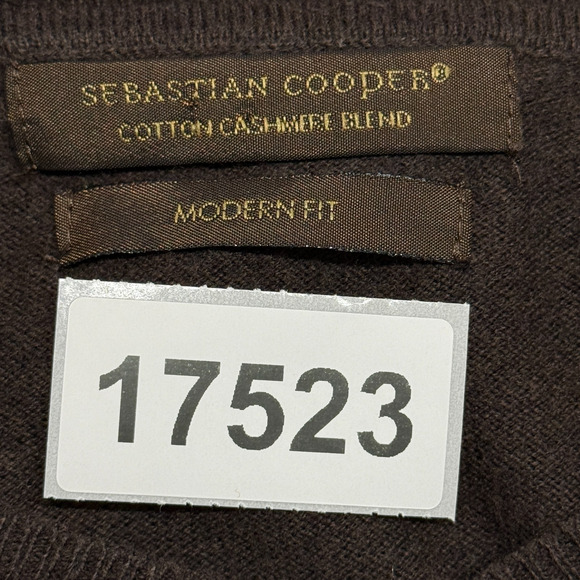 SEBASTIAN COOPER®
COTTON CASHMERE BLEND
MODERN FIT
17523